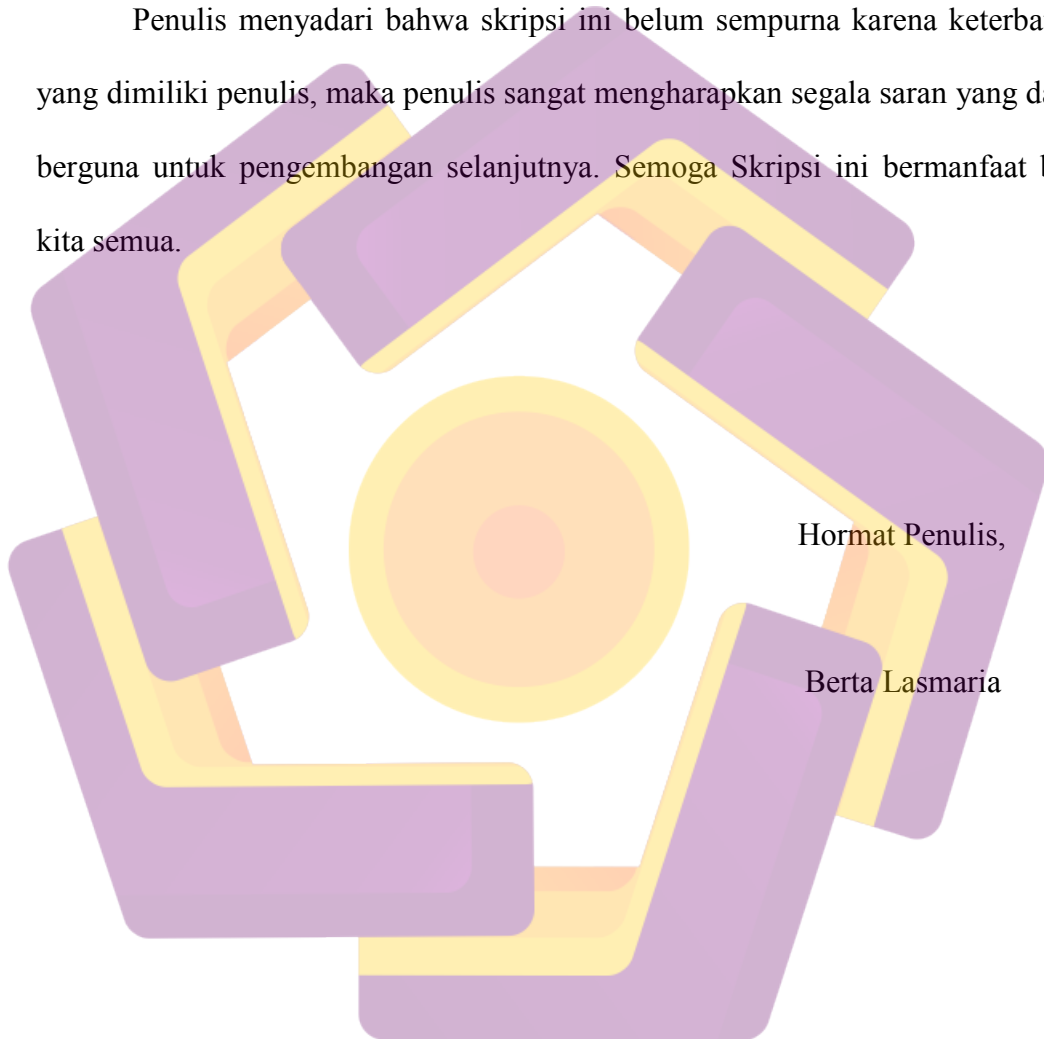 Penulis menyadari bahwa skripsi ini belum sempurna karena keterba
yang dimiliki penulis, maka penulis sangat mengharapkan segala saran yang da
berguna untuk pengembangan selanjutnya. Semoga Skripsi ini bermanfaat b
kita semua.
Hormat Penulis,
Berta Lasmaria